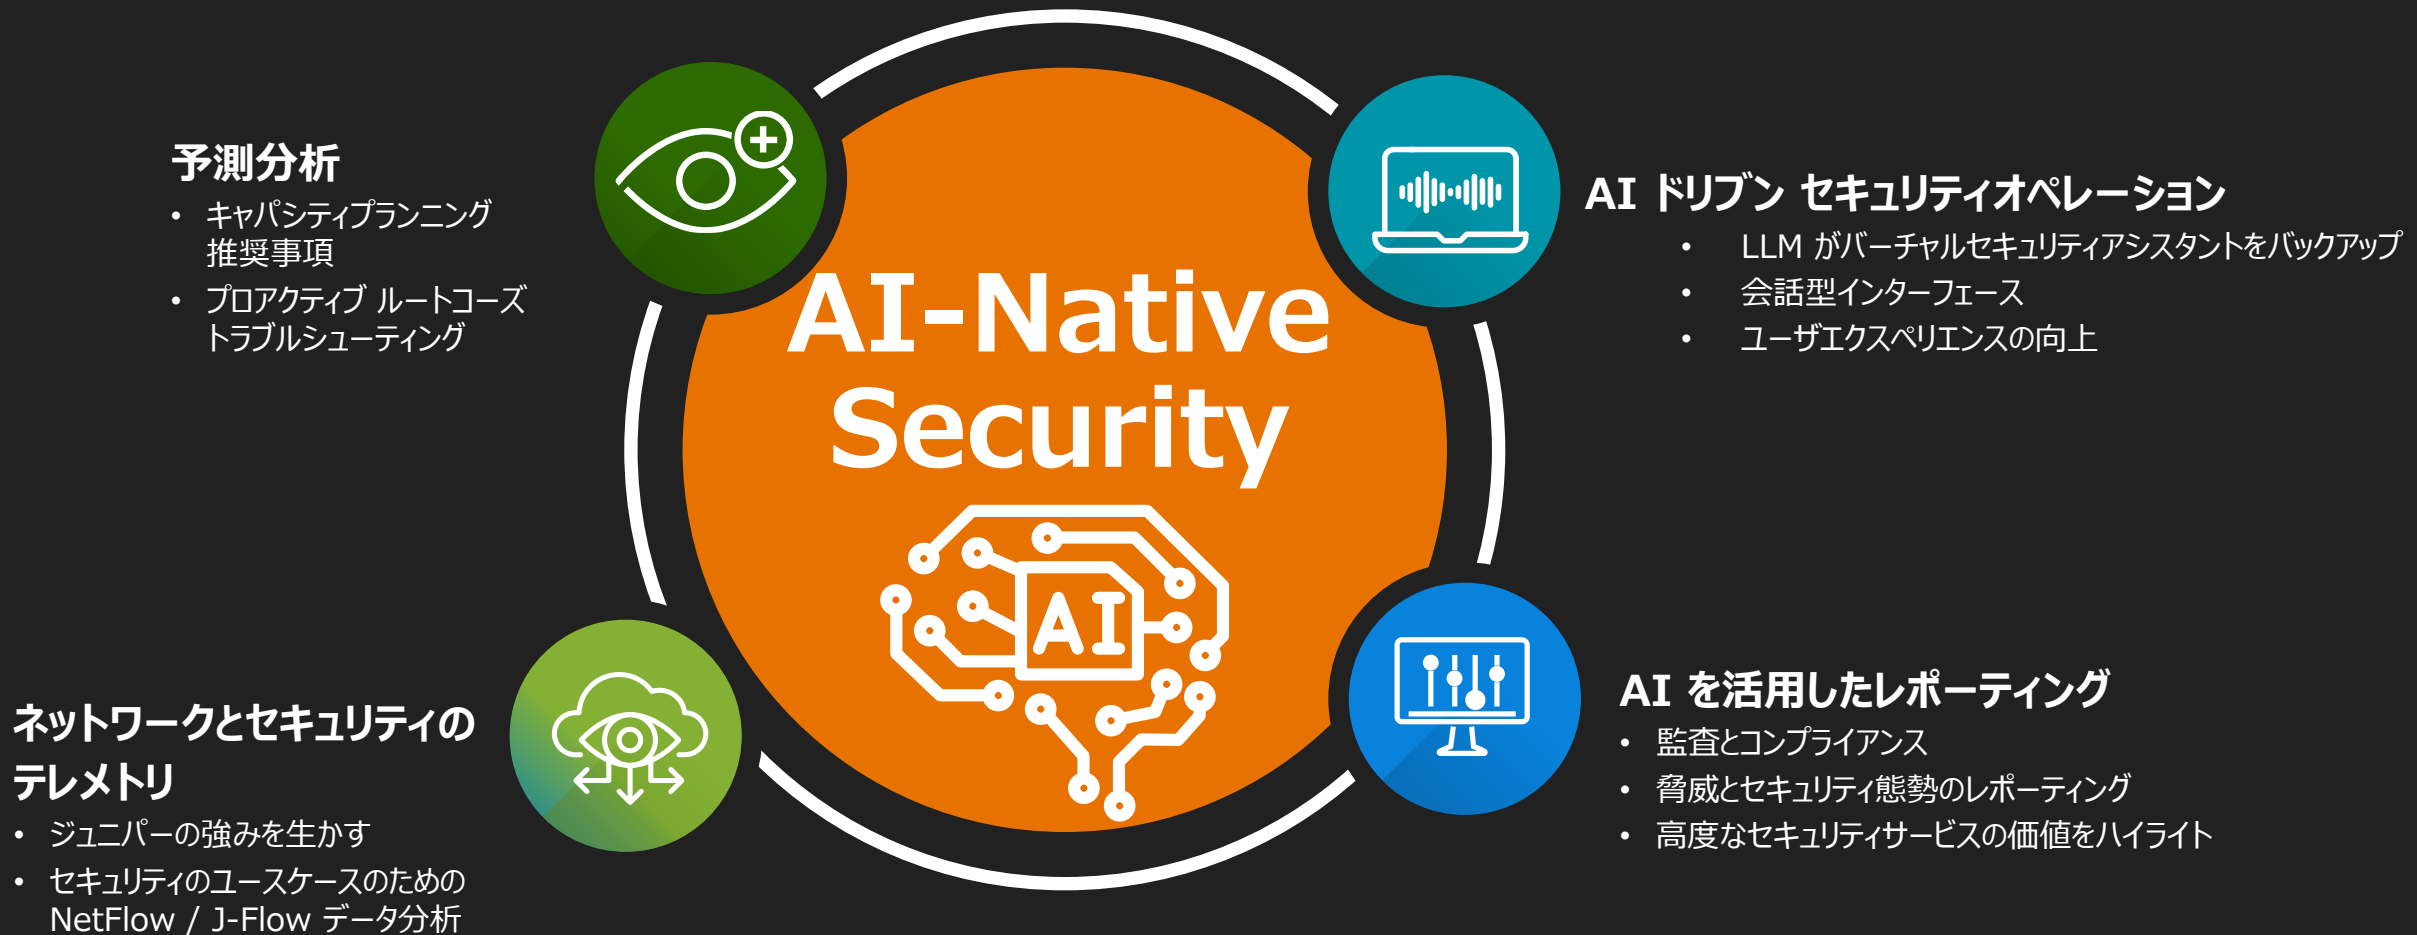 予測分析
• キャパシティプランニング
推奨事項
• プロアクティブ ルートコーズ
トラブルシューティング
AI ドリブン セキュリティオペレーション
• LLM がバーチャルセキュリティアシスタントをバックアップ
• 会話型インターフェース
• ユーザエクスペリエンスの向上
AI-Native
Security
AI
ネットワークとセキュリティの
テレメトリ
• ジュニパーの強みを生かす
• セキュリティのユースケースのための
NetFlow / J-Flow データ分析
AI を活用したレポーティング
• 監査とコンプライアンス
• 脅威とセキュリティ態勢のレポーティング
• 高度なセキュリティサービスの価値をハイライト